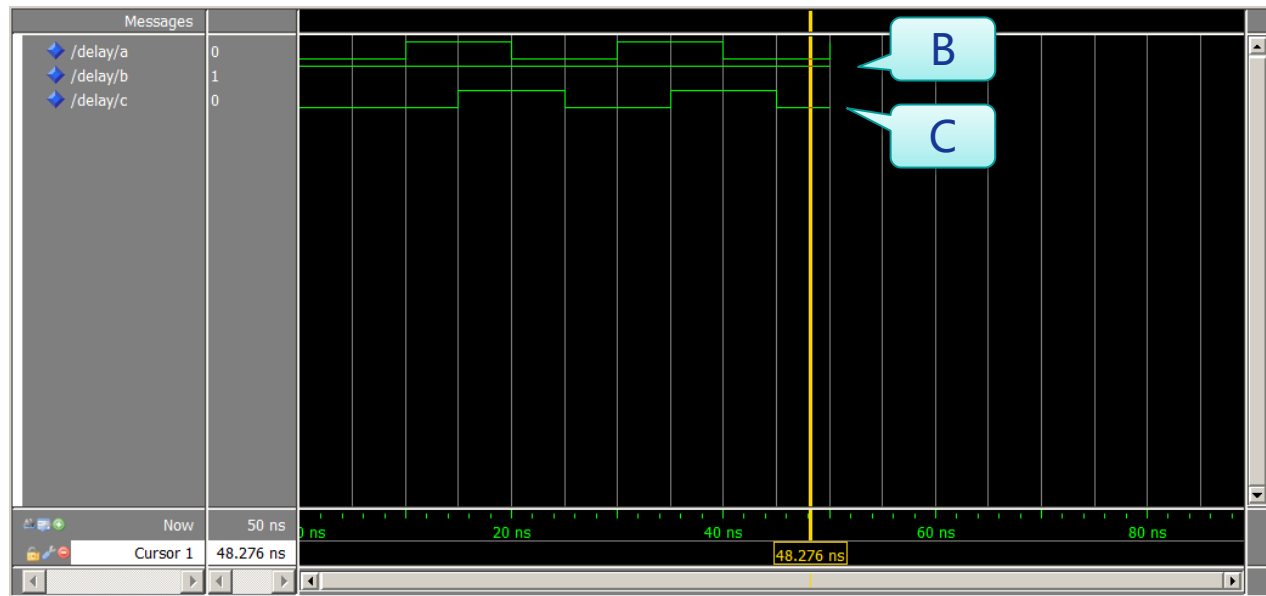 Messages
/delay/a 0
/delay/b 1
/delay/c 0
B
C
Now 50 ns
0 ns 20 ns 40 ns 60 ns 80 ns
Cursor 1 48.276 ns
48.276 ns